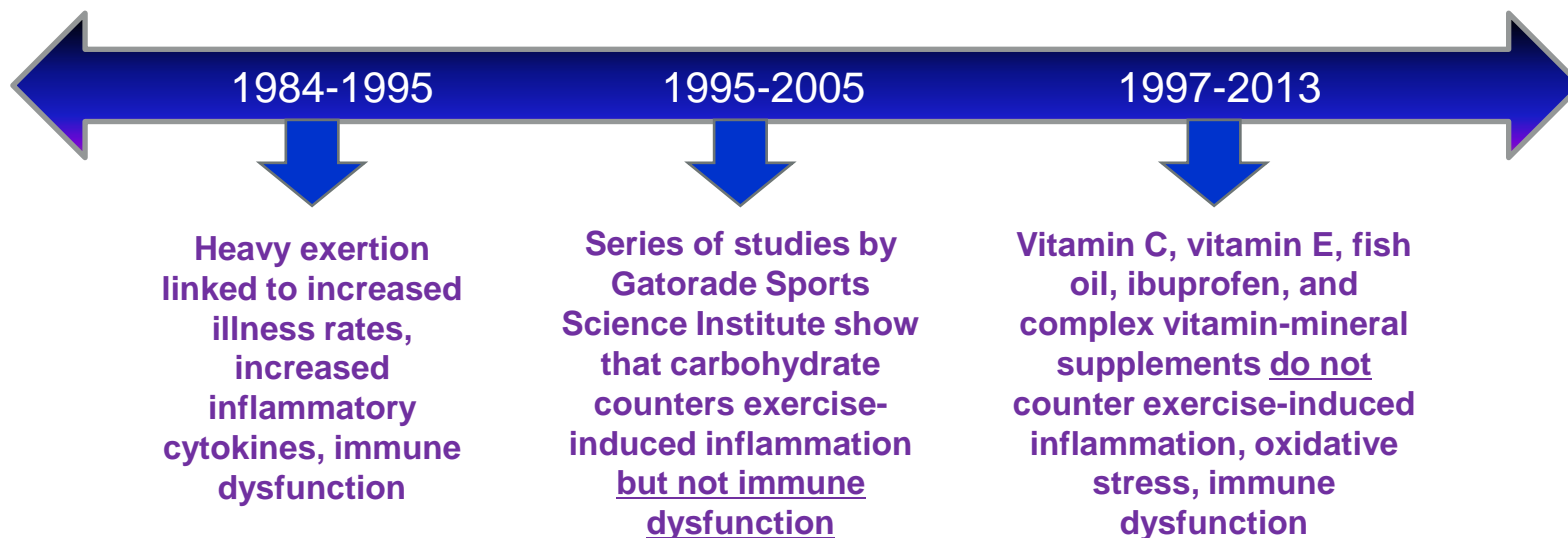 1984-1995
1995-2005
1997-2013
Heavy exertion
linked to increased
illness rates,
increased
inflammatory
cytokines, immune
dysfunction
Series of studies by
Gatorade Sports
Science Institute show
that carbohydrate
counters exercise-
induced inflammation
but not immune
dysfunction
Vitamin C, vitamin E, fish
oil, ibuprofen, and
complex vitamin-mineral
supplements do not
counter exercise-induced
inflammation, oxidative
stress, immune
dysfunction